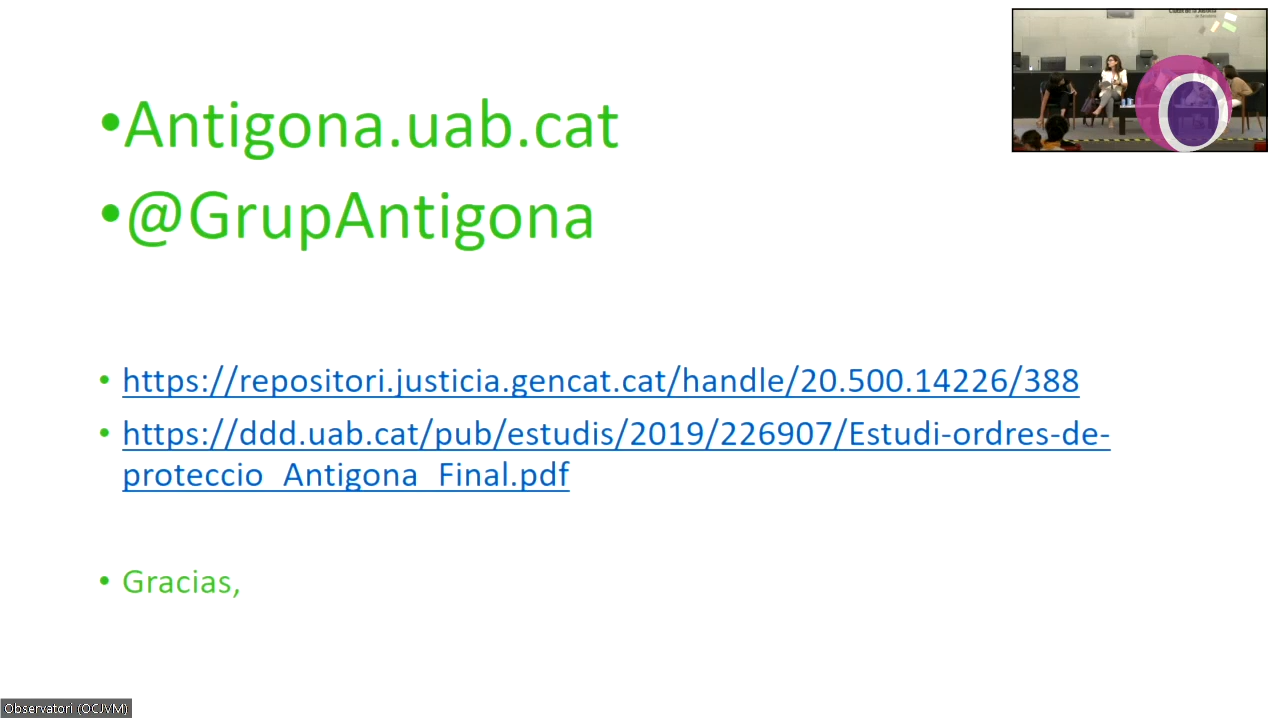 •Antigona.uab.cat
•@GrupAntigona
• https://repositori.justicia.gencat.cat/handle/20.500.14226/388
• https://ddd.uab.cat/pub/estudis/2019/226907/Estudi-ordres-de-
proteccio_Antigona_Final.pdf
• Gracias,
Observatori (OCJVM)